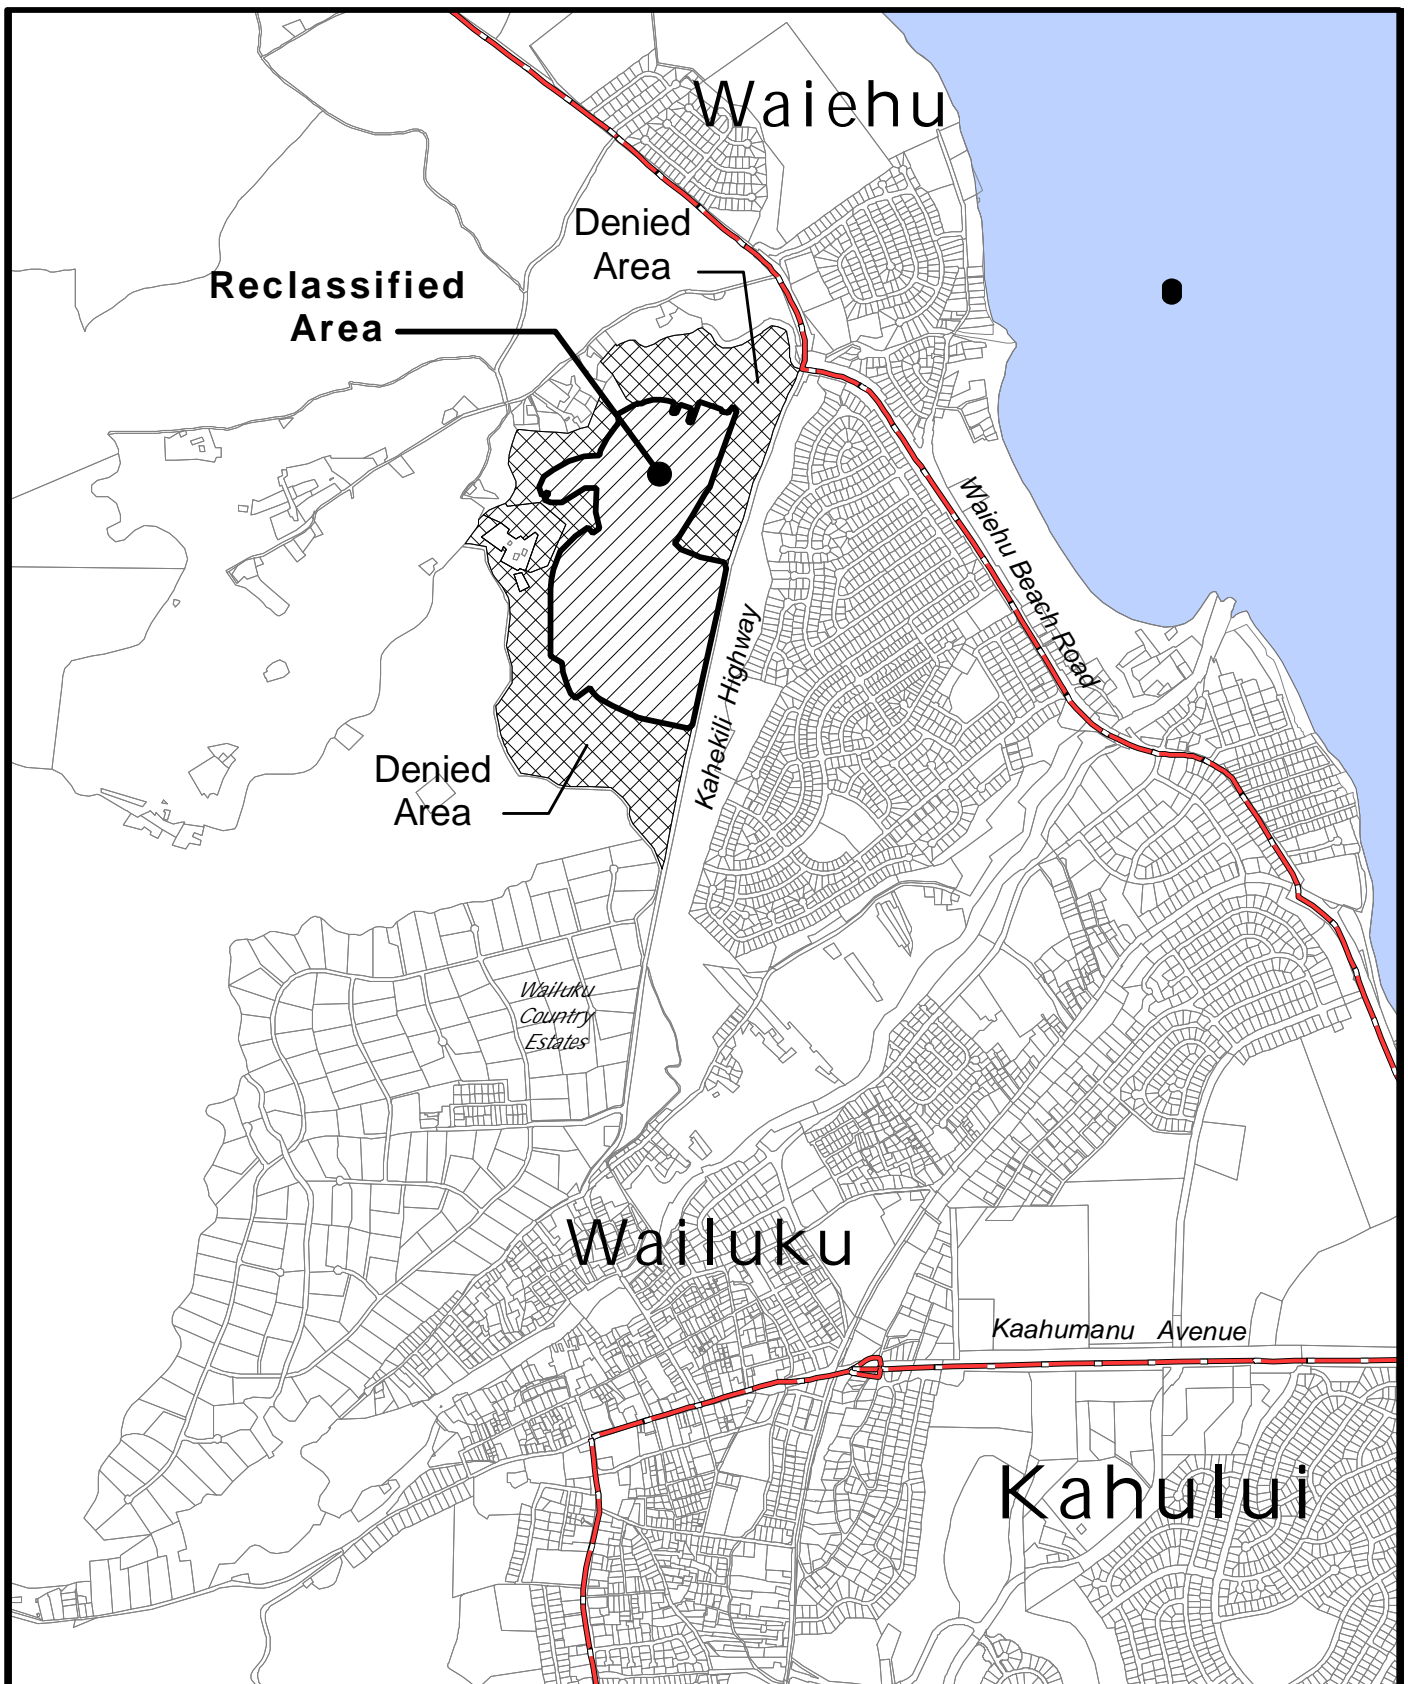 Waiehu
Denied
Area
Reclassified
Area
Waiehu Beach Road
Kahekili Highway
Denied
Area
Wailuku
Country
Estates
Wailuku
Kaahumanu Avenue
Kahului